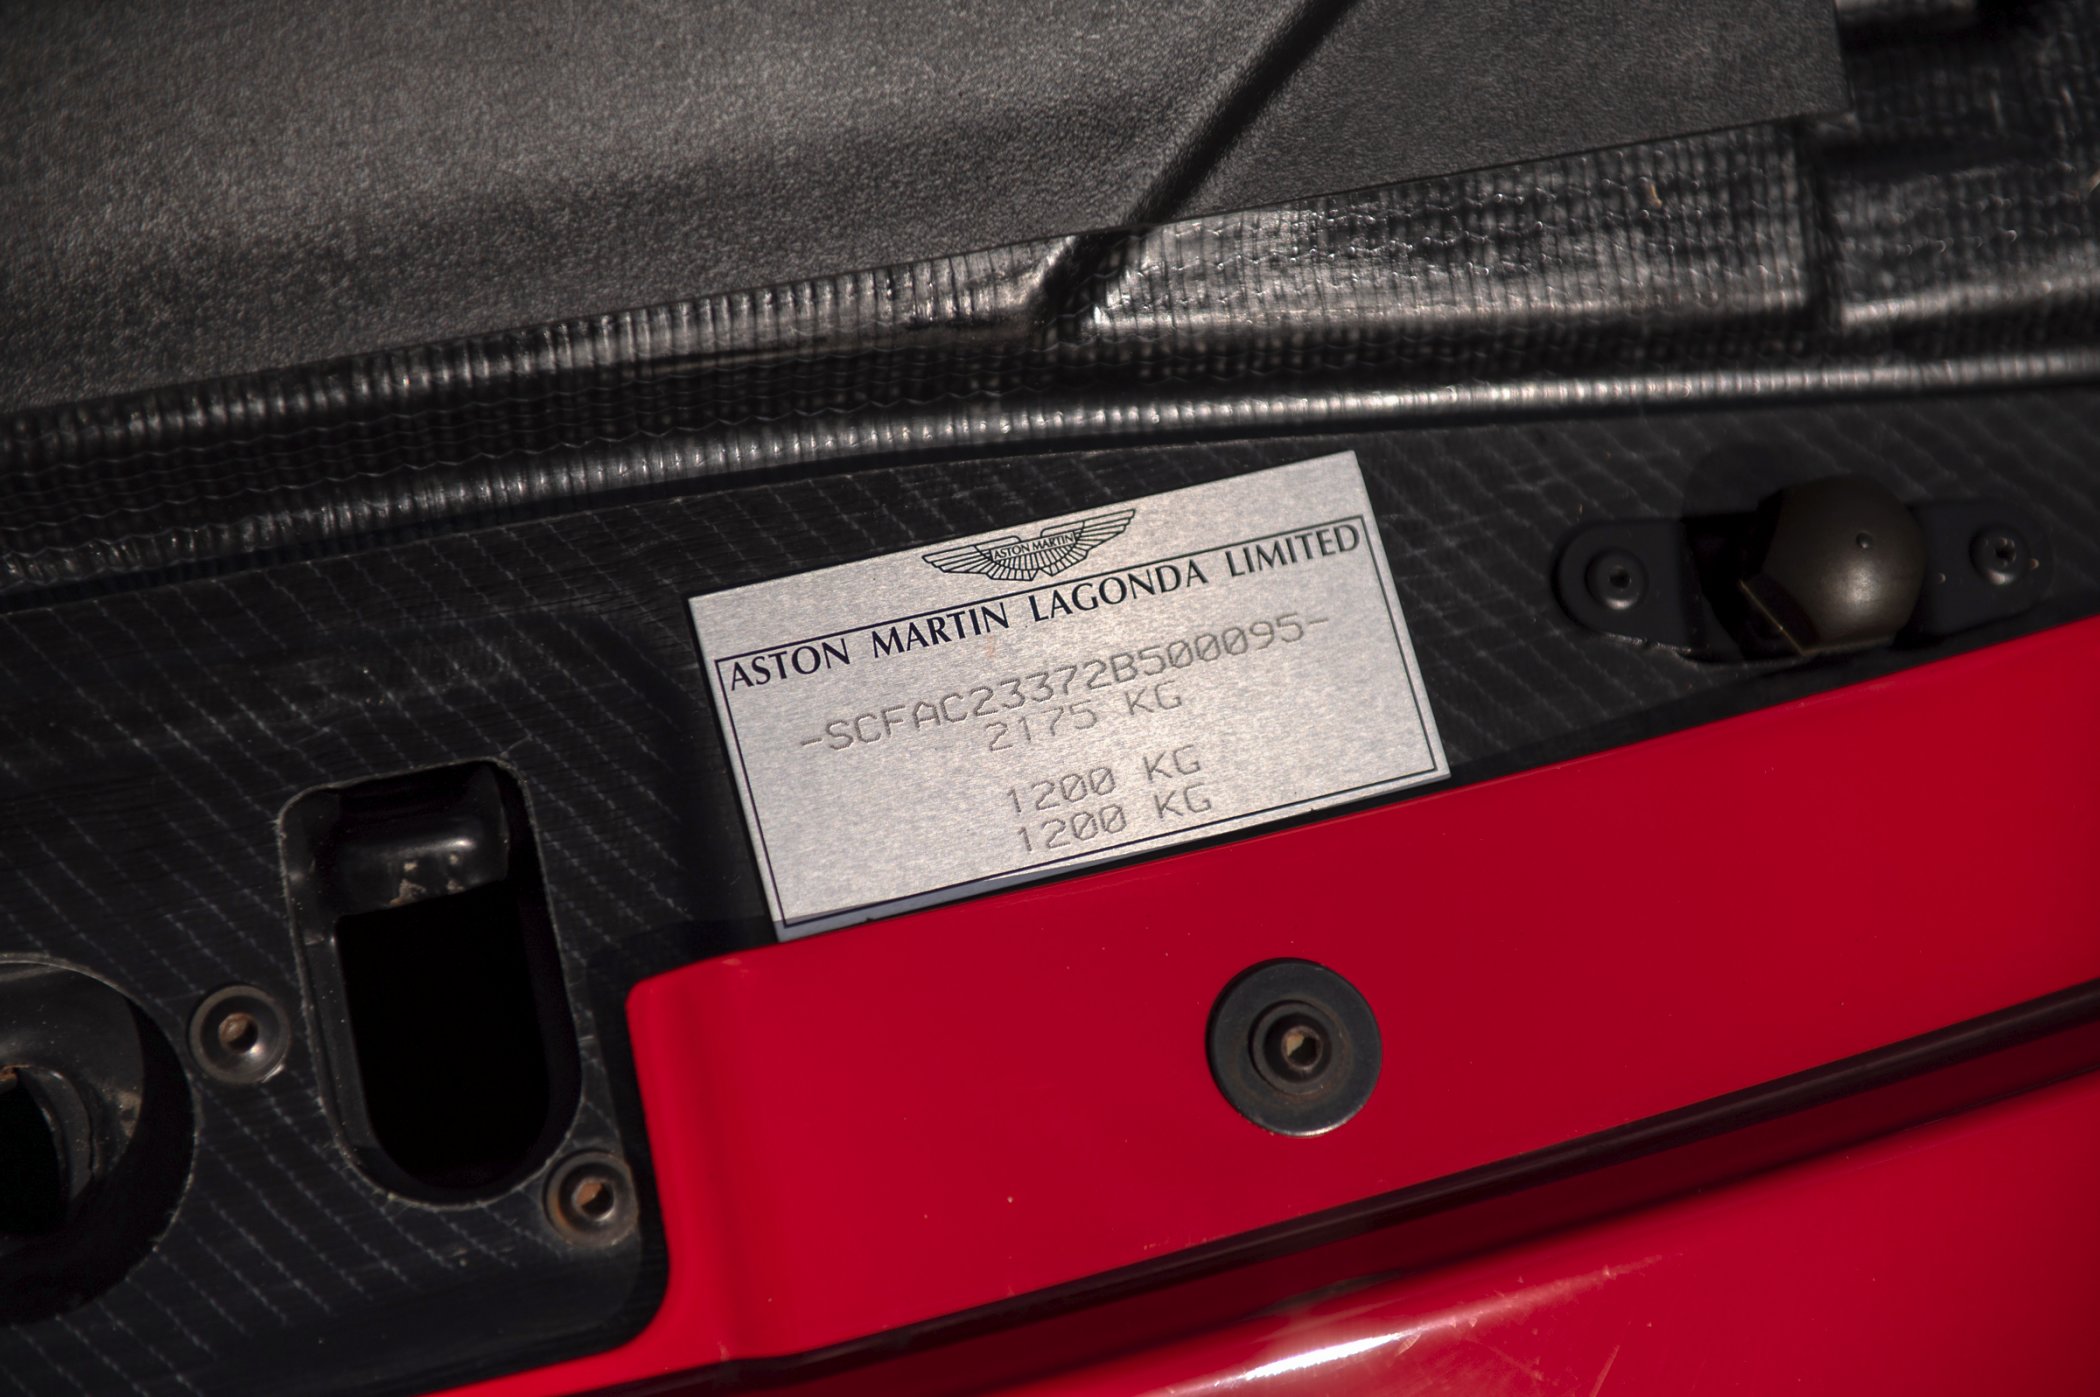 ASTON MARTIN
ASTON MARTIN LAGONDA LIMITED
-SCFAC23372B500095-
2175 KG
1200 KG
1200 KG